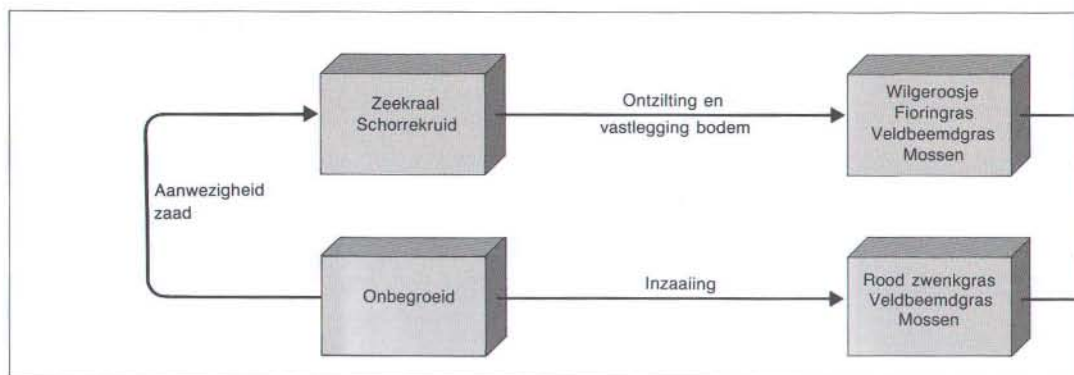 Zeekraal
Schorrekruid
Ontzilting en
vastlegging bodem
Wilgeroosje
Fioringras
Veldbeemdgras
Mossen
Aanwezigheid
zaad
Onbegroeid
Inzaaiing
Rood zwenkgras
Veldbeemdgras
Mossen